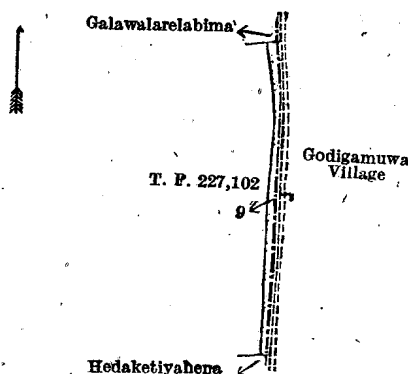 Galawalarelabima
Godigamuwa
Village
T. P. 227,102
9
Hedaketiyahena